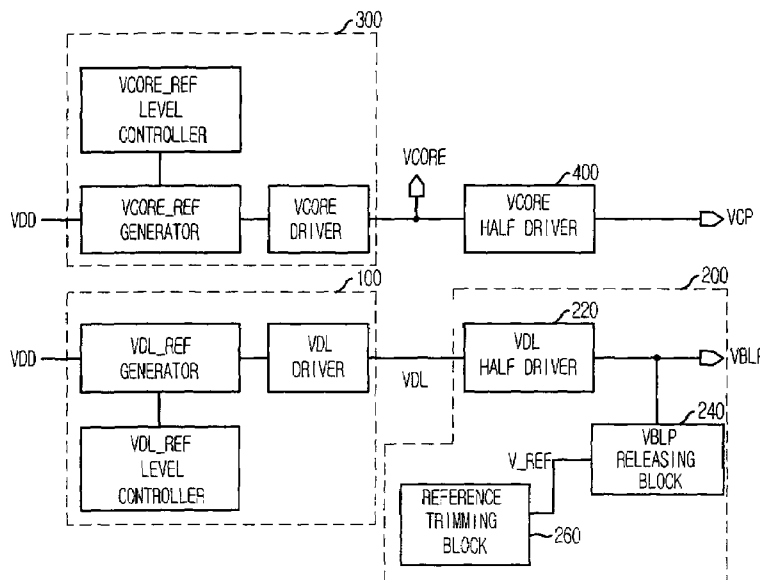 300
VCORE_REF
LEVEL
CONTROLLER
VCORE
400
VDD
VCORE_REF
GENERATOR
VCORE
DRIVER
VCORE
HALF DRIVER
VCP
100
200
220
VDD
VDL_REF
GENERATOR
VDL
DRIVER
VDL
VDL
HALF DRIVER
VBLP
240
VDL_REF
LEVEL
CONTROLLER
V_REF
VBLP
RELEASING
BLOCK
REFERENCE
TRIMMING
BLOCK
260